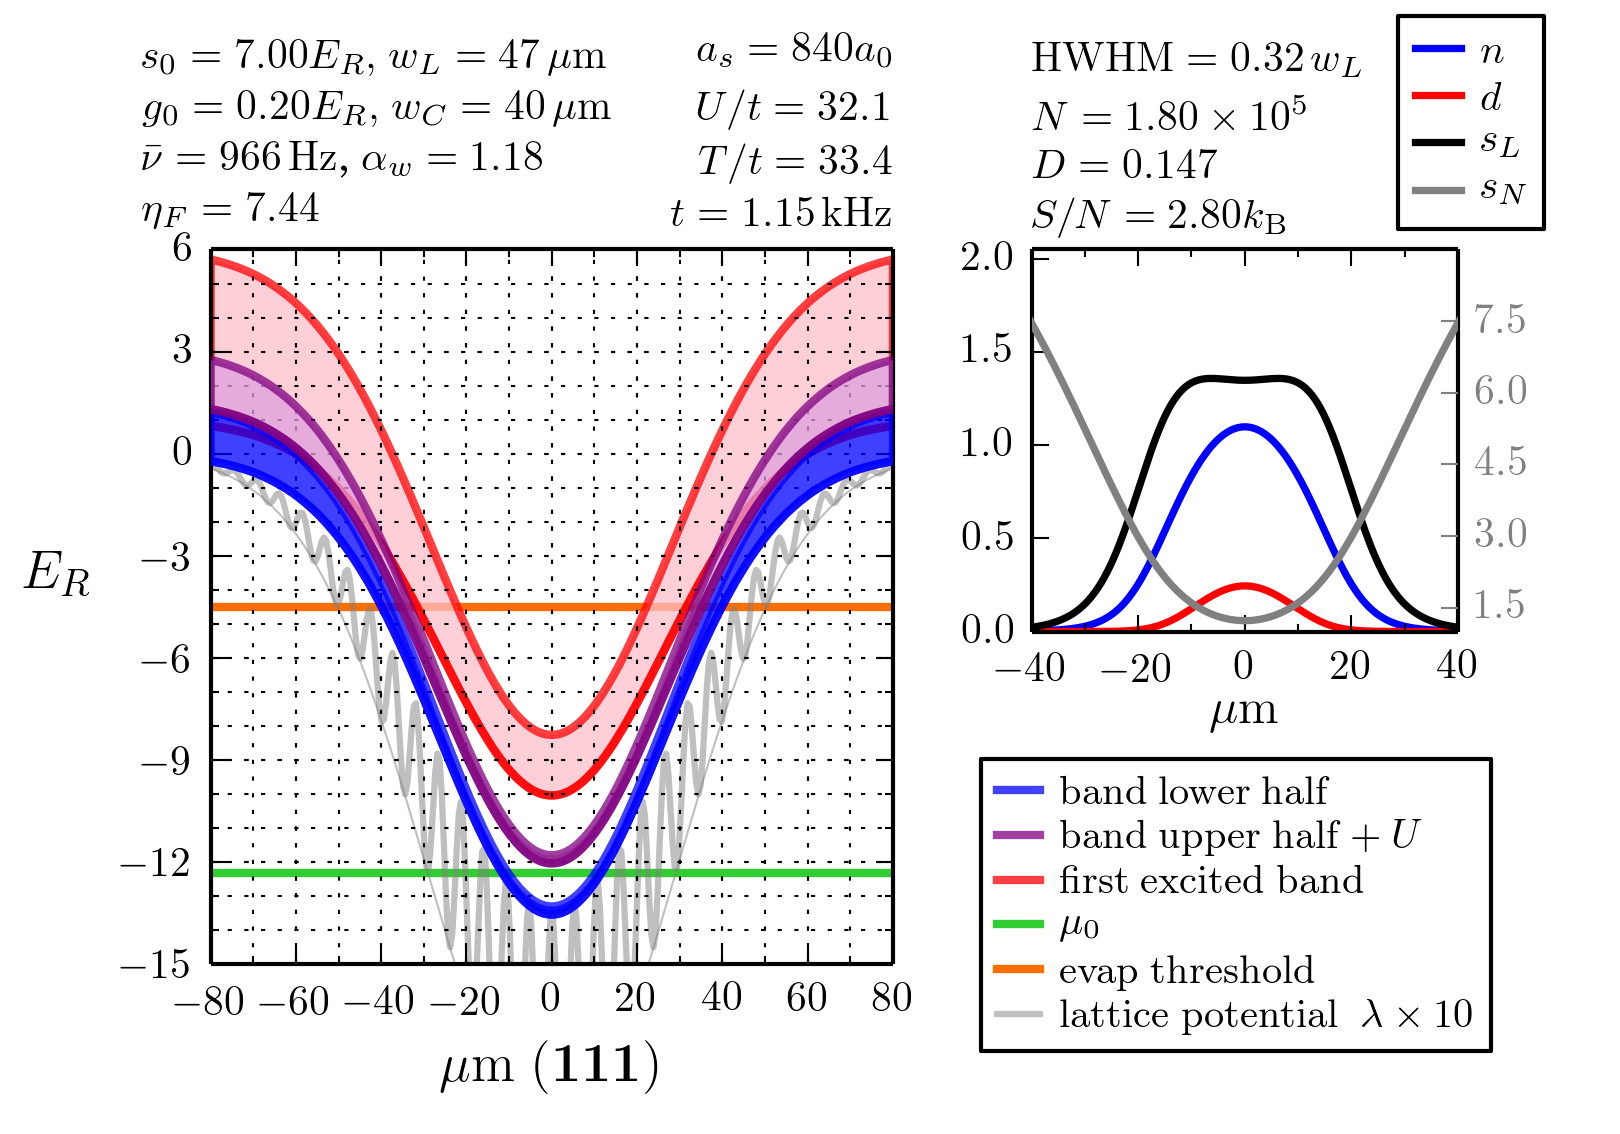 s₀ = 7.00E_R, w_L = 47 μm
g₀ = 0.20E_R, w_C = 40 μm
ν̄ = 966 Hz, α_w = 1.18
η_F = 7.44
a_s = 840a₀
U/t = 32.1
T/t = 33.4
t = 1.15 kHz
HWHM = 0.32 w_L
N = 1.80 × 10⁵
D = 0.147
S/N = 2.80k_B
n
d
s_L
s_N
6
3
0
−3
−6
−9
−12
−15
E_R
−80 −60 −40 −20 0 20 40 60 80
μm (111)
2.0
1.5
1.0
0.5
0.0
7.5
6.0
4.5
3.0
1.5
−40 −20 0 20 40
μm
band lower half
band upper half + U
first excited band
μ₀
evap threshold
lattice potential λ × 10